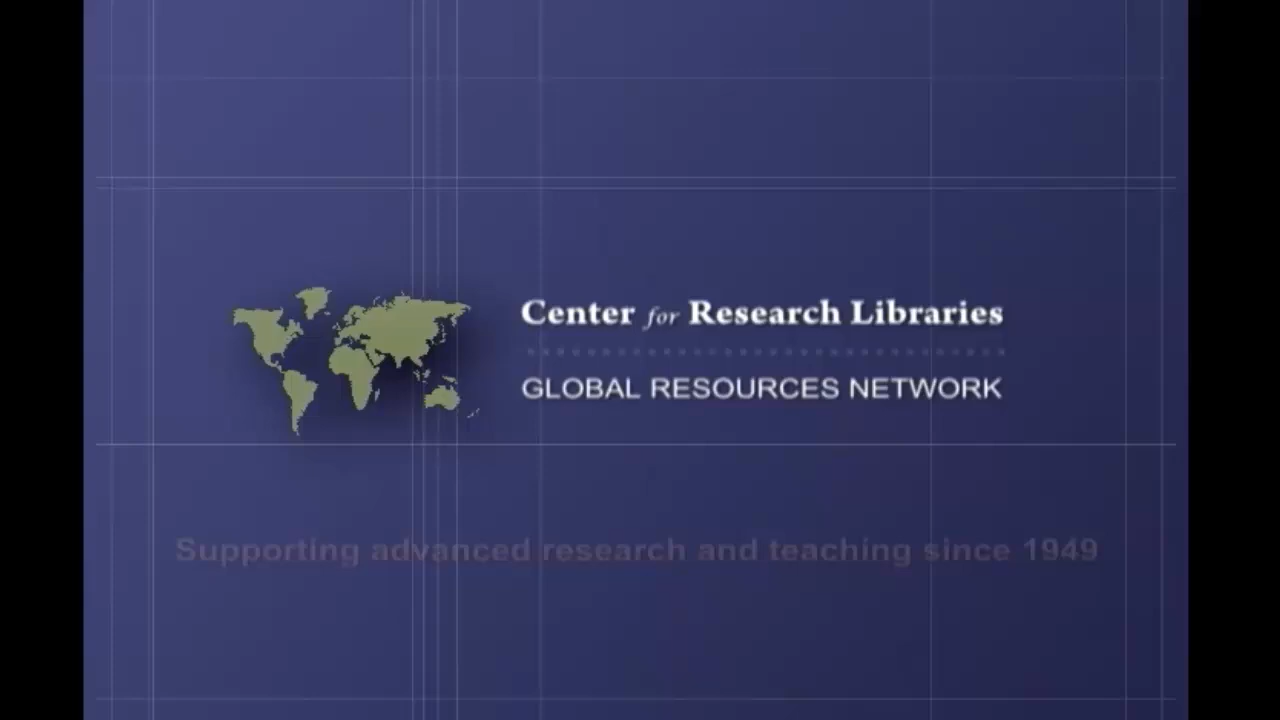 Center for Research Libraries
GLOBAL RESOURCES NETWORK
Supporting advanced research and teaching since 1949